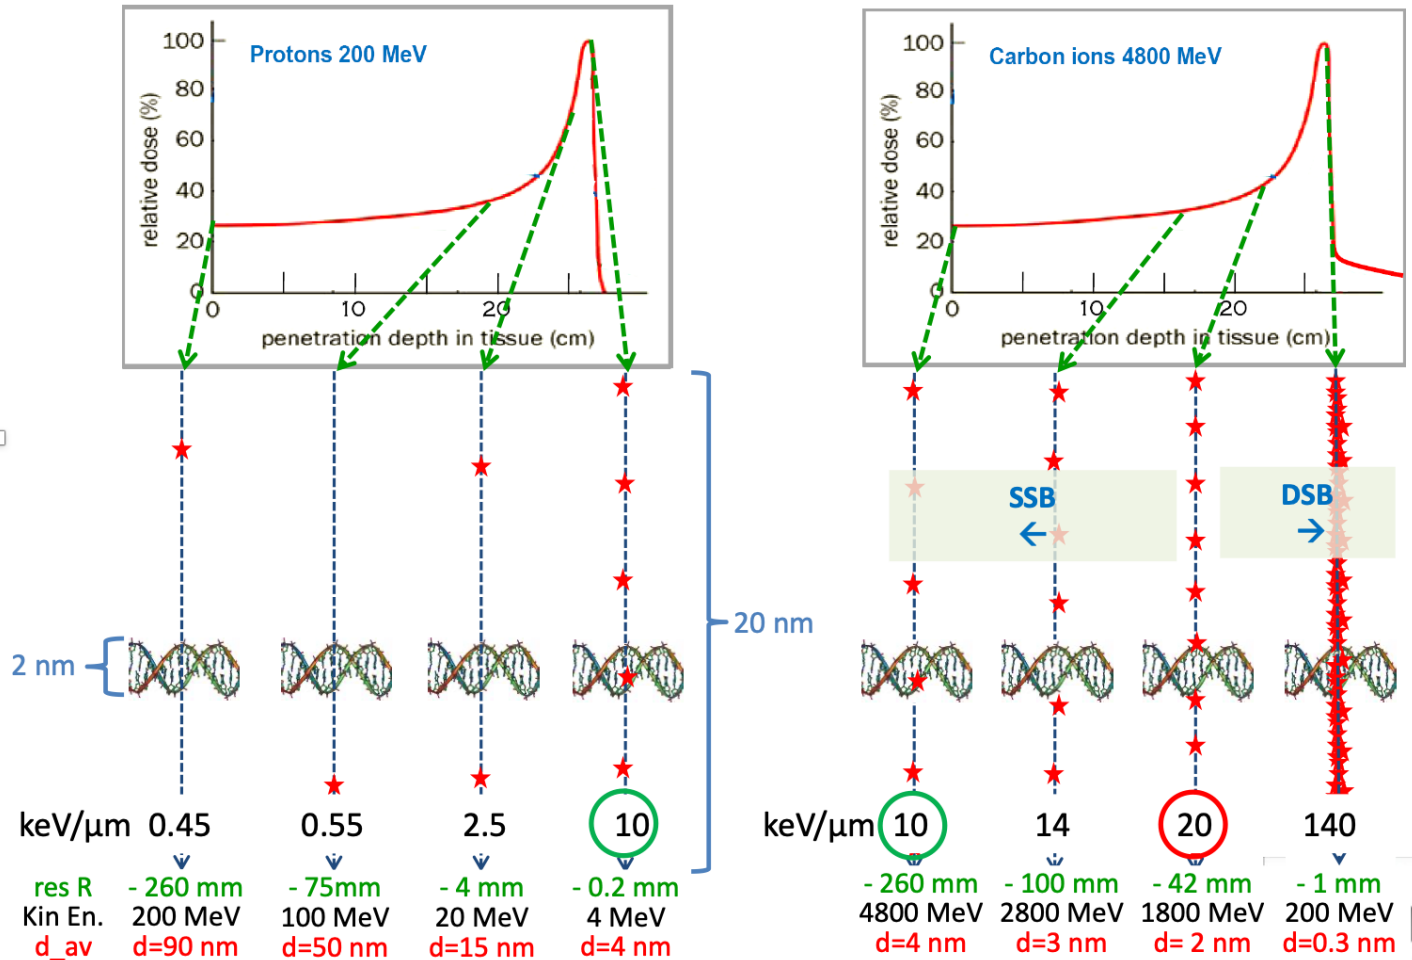 Protons 200 MeV
relative dose (%)
100
80
60
40
20
0
0 10 20
penetration depth in tissue (cm)
Carbon ions 4800 MeV
relative dose (%)
100
80
60
40
20
0
0 10 20
penetration depth in tissue (cm)
SSB
←
DSB
→
20 nm
2 nm
keV/μm 0.45 0.55 2.5 10
res R - 260 mm - 75mm - 4 mm - 0.2 mm
Kin En. 200 MeV 100 MeV 20 MeV 4 MeV
d_av d=90 nm d=50 nm d=15 nm d=4 nm
keV/μm 10 14 20 140
- 260 mm - 100 mm - 42 mm - 1 mm
4800 MeV 2800 MeV 1800 MeV 200 MeV
d=4 nm d=3 nm d= 2 nm d=0.3 nm